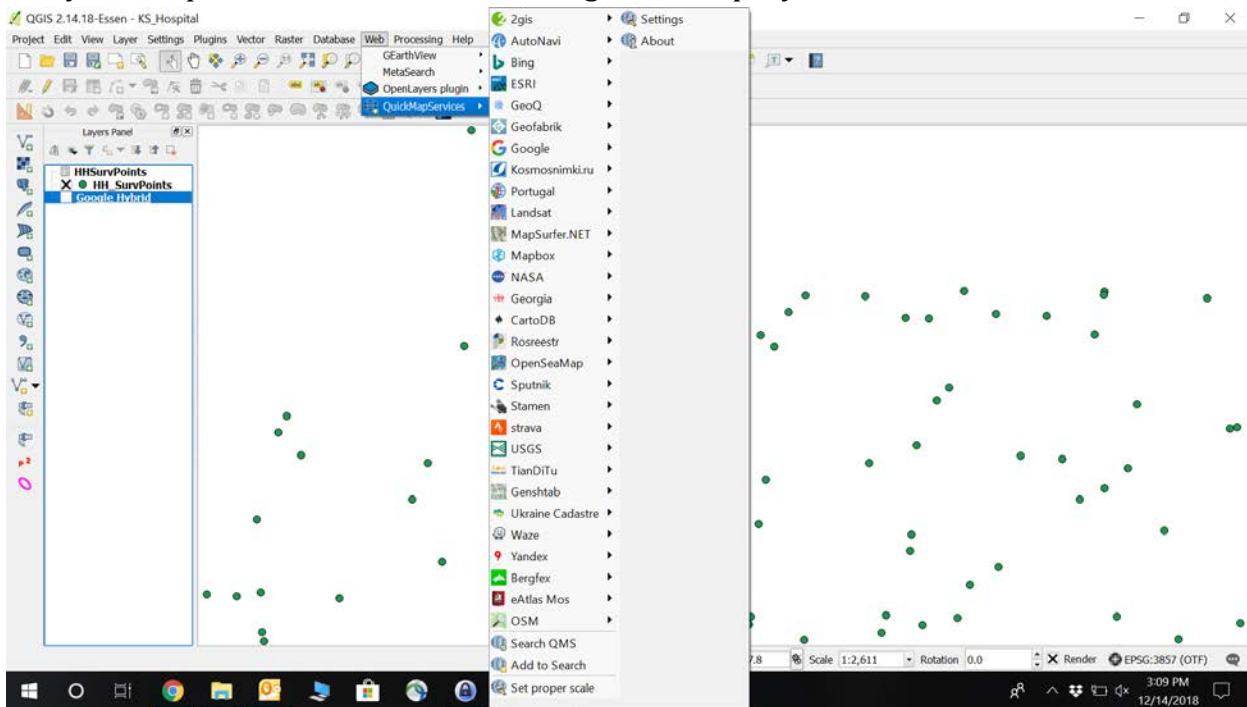 QGIS 2.14.18-Essen - KS_Hospital
Project Edit View Layer Settings Plugins Vector Raster Database Web Processing Help
GEarthView
MetaSearch
OpenLayers plugin
QuickMapServices
2gis
AutoNavi
Bing
ESRI
GeoQ
Geofabrik
Google
Kosmosnimki.ru
Portugal
Landsat
MapSurfer.NET
Mapbox
NASA
Georgia
CartoDB
Rosreestr
OpenSeaMap
Sputnik
Stamen
strava
USGS
TianDiTu
Genshtab
Ukraine Cadastre
Waze
Yandex
Bergfex
eAtlas Mos
OSM
Search QMS
Add to Search
Set proper scale
Settings
About
Layers Panel
HHSurvPoints
HH_SurvPoints
Google Hybrid
7.8 Scale 1:2,611 Rotation 0.0 Render EPSG:3857 (OTF)
3:09 PM
12/14/2018